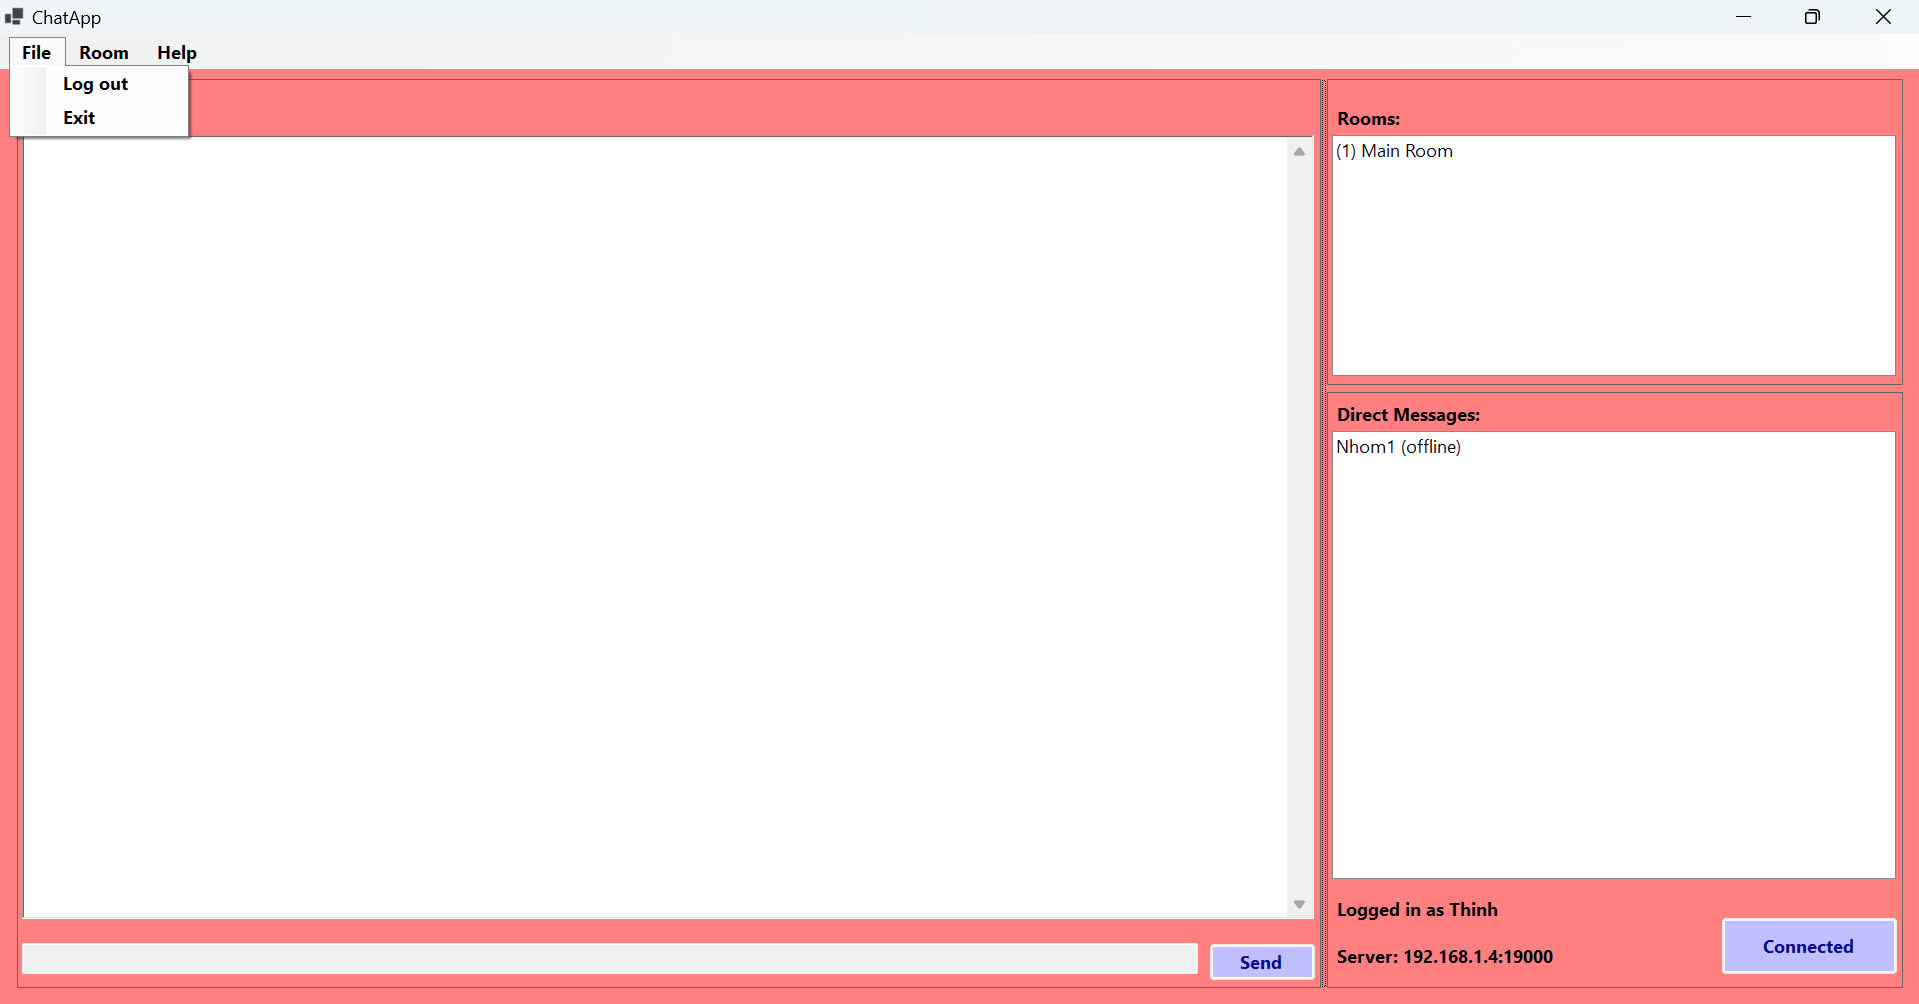 ChatApp
File Room Help
Log out
Exit
Rooms:
(1) Main Room
Direct Messages:
Nhom1 (offline)
Logged in as Thinh
Server: 192.168.1.4:19000
Connected
Send